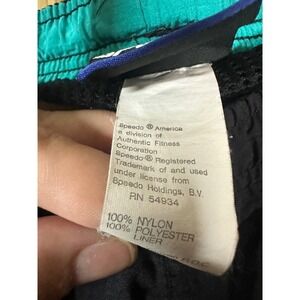 Speedo ® America
a division of
Authentic Fitness
Corporation
Speedo ® Registered
Trademark of and used
under license from
Speedo Holdings, B.V.
RN 54934
100% NYLON
100% POLYESTER
LINER